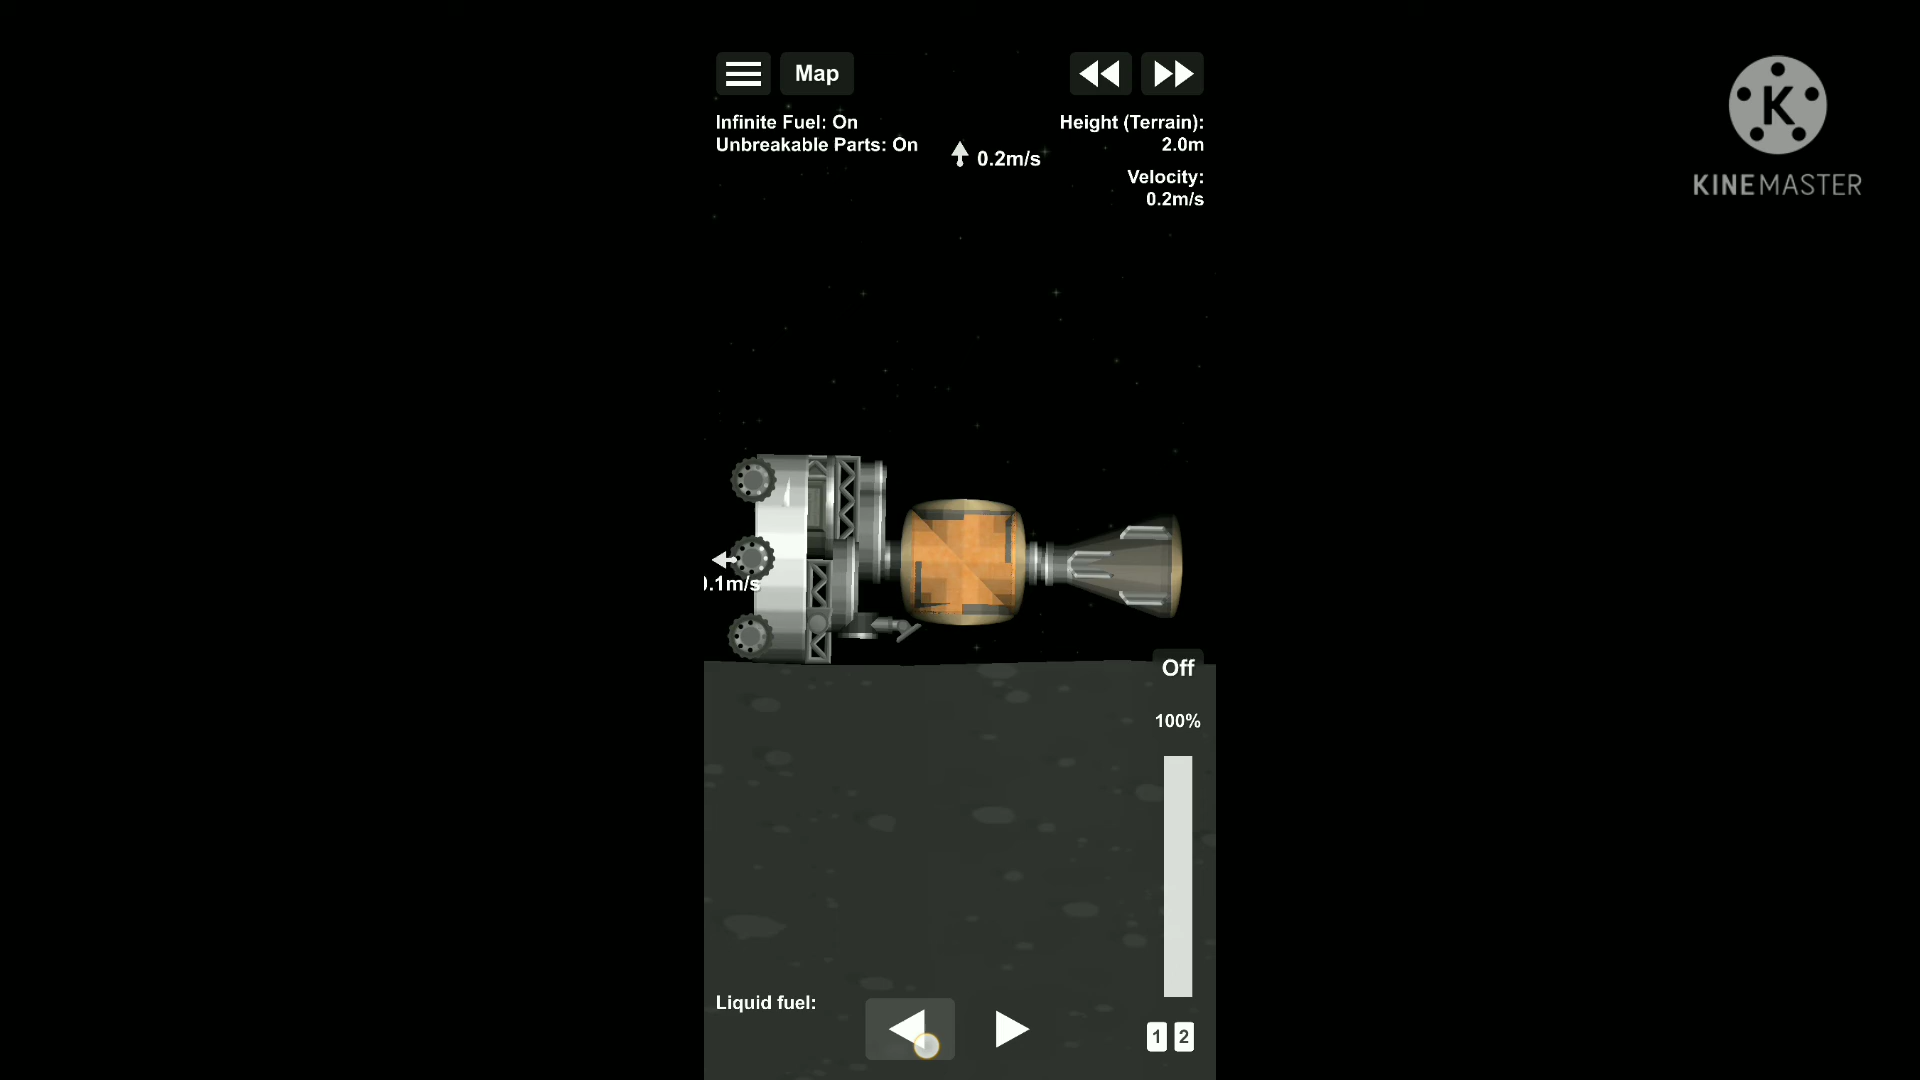 Map
Infinite Fuel: On
Unbreakable Parts: On
0.2m/s
Height (Terrain):
2.0m
Velocity:
0.2m/s
K
KINEMASTER
.1m/s
Off
100%
Liquid fuel:
1 2